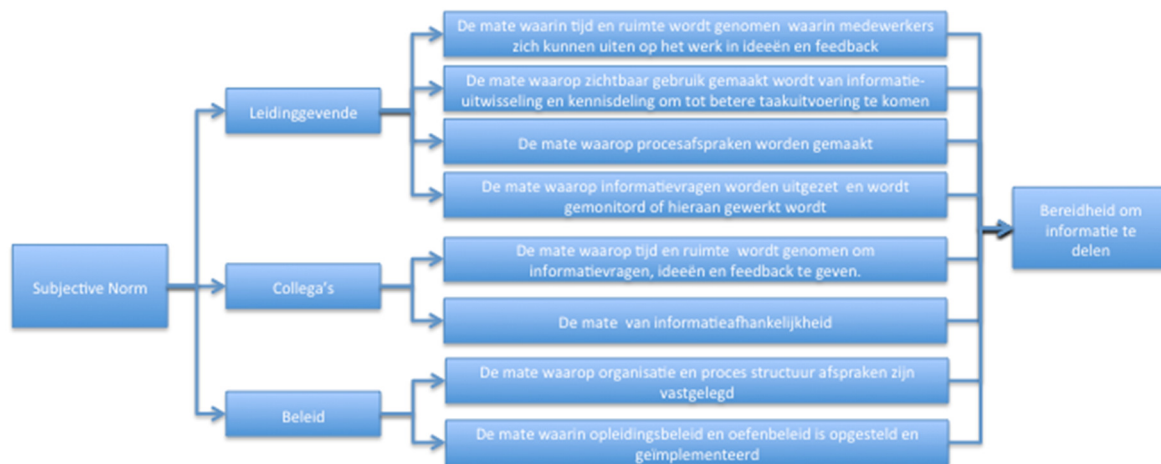 De mate waarin tijd en ruimte wordt genomen waarin medewerkers
zich kunnen uiten op het werk in ideeën en feedback
De mate waarop zichtbaar gebruik gemaakt wordt van informatie-
uitwisseling en kennisdeling om tot betere taakuitvoering te komen
Leidinggevende
De mate waarop procesafspraken worden gemaakt
De mate waarop informatievragen worden uitgezet en wordt
gemonitord of hieraan gewerkt wordt
Bereidheid om
informatie te
delen
De mate waarop tijd en ruimte wordt genomen om
informatievragen, ideeën en feedback te geven.
Subjective Norm
Collega's
De mate van informatieafhankelijkheid
De mate waarop organisatie en proces structuur afspraken zijn
vastgelegd
Beleid
De mate waarin opleidingsbeleid en oefenbeleid is opgesteld en
geïmplementeerd